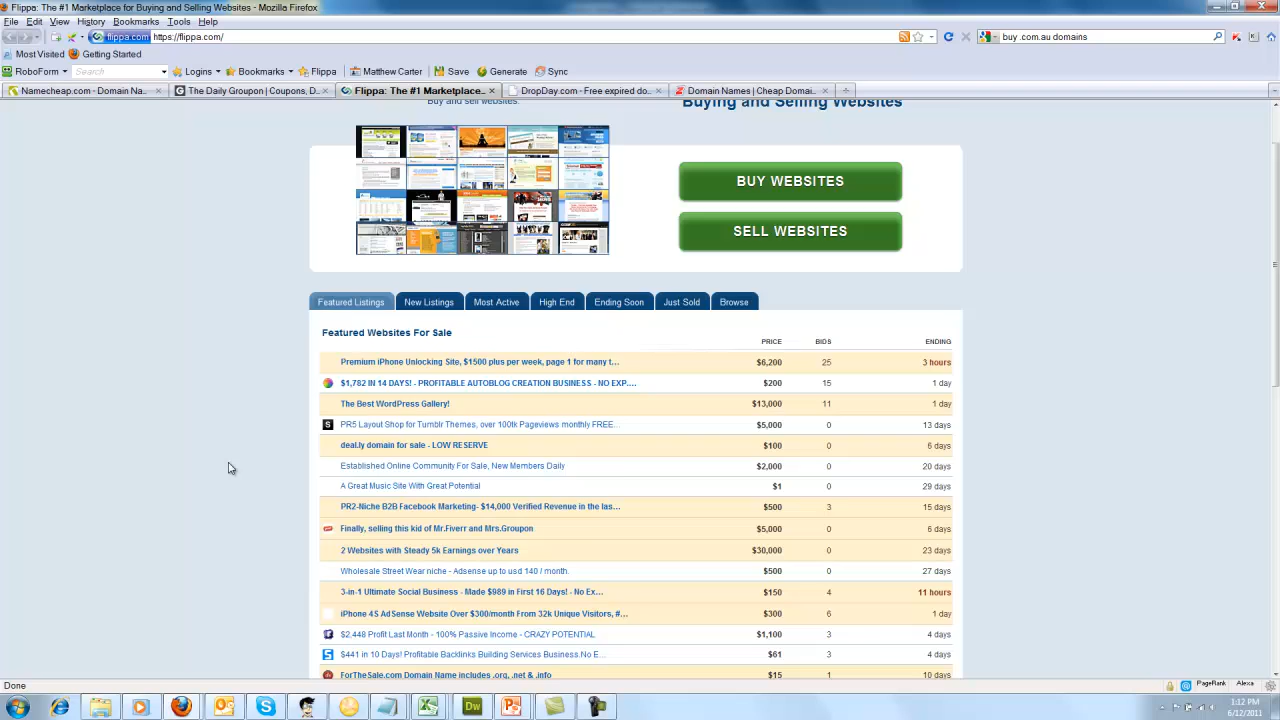 Flippa: The #1 Marketplace for Buying and Selling Websites - Mozilla Firefox
File Edit View History Bookmarks Tools Help
flippa.com https://flippa.com/ buy .com.au domains
Most Visited Getting Started
RoboForm Search Logins Bookmarks Flippa Matthew Carter Save Generate Sync
Namecheap.com - Domain Na... The Daily Groupon | Coupons, D... Flippa: The #1 Marketplace... DropDay.com - Free expired do... Domain Names | Cheap Domai...
Buy and sell websites. Buying and Selling Websites
BUY WEBSITES
SELL WEBSITES
Featured Listings New Listings Most Active High End Ending Soon Just Sold Browse
Featured Websites For Sale
PRICE BIDS ENDING
Premium iPhone Unlocking Site, $1500 plus per week, page 1 for many t... $6,200 25 3 hours
$1,782 IN 14 DAYS! - PROFITABLE AUTOBLOG CREATION BUSINESS - NO EXP.... $200 15 1 day
The Best WordPress Gallery! $13,000 11 1 day
PR5 Layout Shop for Tumblr Themes, over 100k Pageviews monthly FREE... $5,000 0 13 days
deal.ly domain for sale - LOW RESERVE $100 0 6 days
Established Online Community For Sale, New Members Daily $2,000 0 20 days
A Great Music Site With Great Potential $1 0 29 days
PR2-Niche B2B Facebook Marketing- $14,000 Verified Revenue in the las... $500 3 15 days
Finally, selling this kid of Mr.Fiverr and Mrs.Groupon $5,000 0 6 days
2 Websites with Steady 5k Earnings over Years $30,000 0 23 days
Wholesale Street Wear niche - Adsense up to usd 140 / month. $500 0 27 days
3-in-1 Ultimate Social Business - Made $989 in First 16 Days! - No Ex... $150 4 11 hours
iPhone 4S AdSense Website Over $300/month From 32k Unique Visitors, #... $300 6 1 day
$2,448 Profit Last Month - 100% Passive Income - CRAZY POTENTIAL $1,100 3 4 days
$441 in 10 Days! Profitable Backlinks Building Services Business.No E... $61 3 4 days
ForTheSale.com Domain Name includes .org, .net & .info $15 1 10 days
Done PageRank Alexa
1:12 PM
6/12/2011